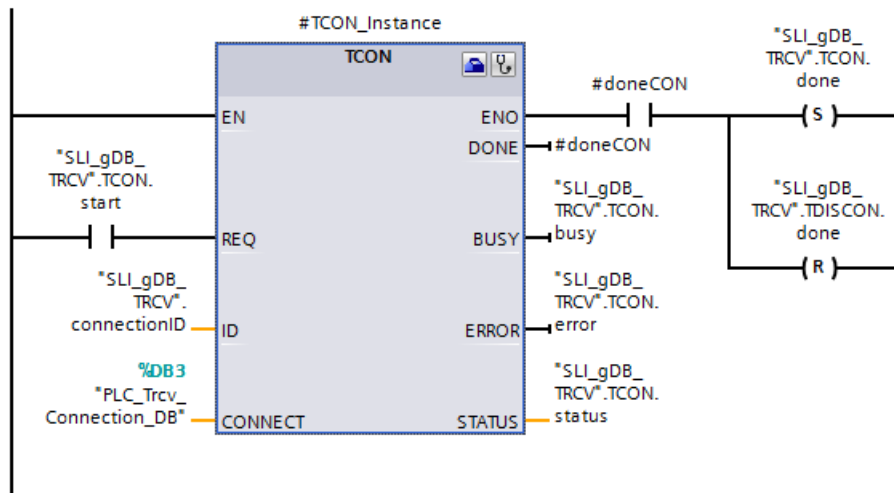 #TCON_Instance
TCON
EN
ENO
#doneCON
"SLI_gDB_
TRCV".TCON.
done
( S )
DONE
#doneCON
"SLI_gDB_
TRCV".TCON.
start
REQ
BUSY
"SLI_gDB_
TRCV".TCON.
busy
"SLI_gDB_
TRCV".TDISCON.
done
( R )
"SLI_gDB_
TRCV".
connectionID
ID
ERROR
"SLI_gDB_
TRCV".TCON.
error
%DB3
"PLC_Trcv_
Connection_DB"
CONNECT
STATUS
"SLI_gDB_
TRCV".TCON.
status